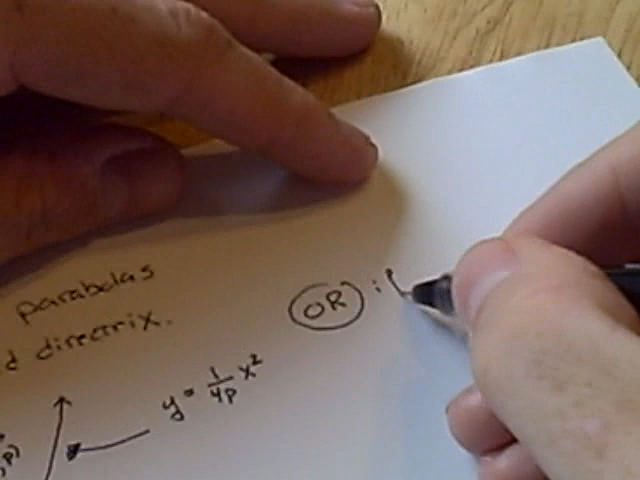 parabolas
d directrix.
OR :
y = 1/4p x²
, p)